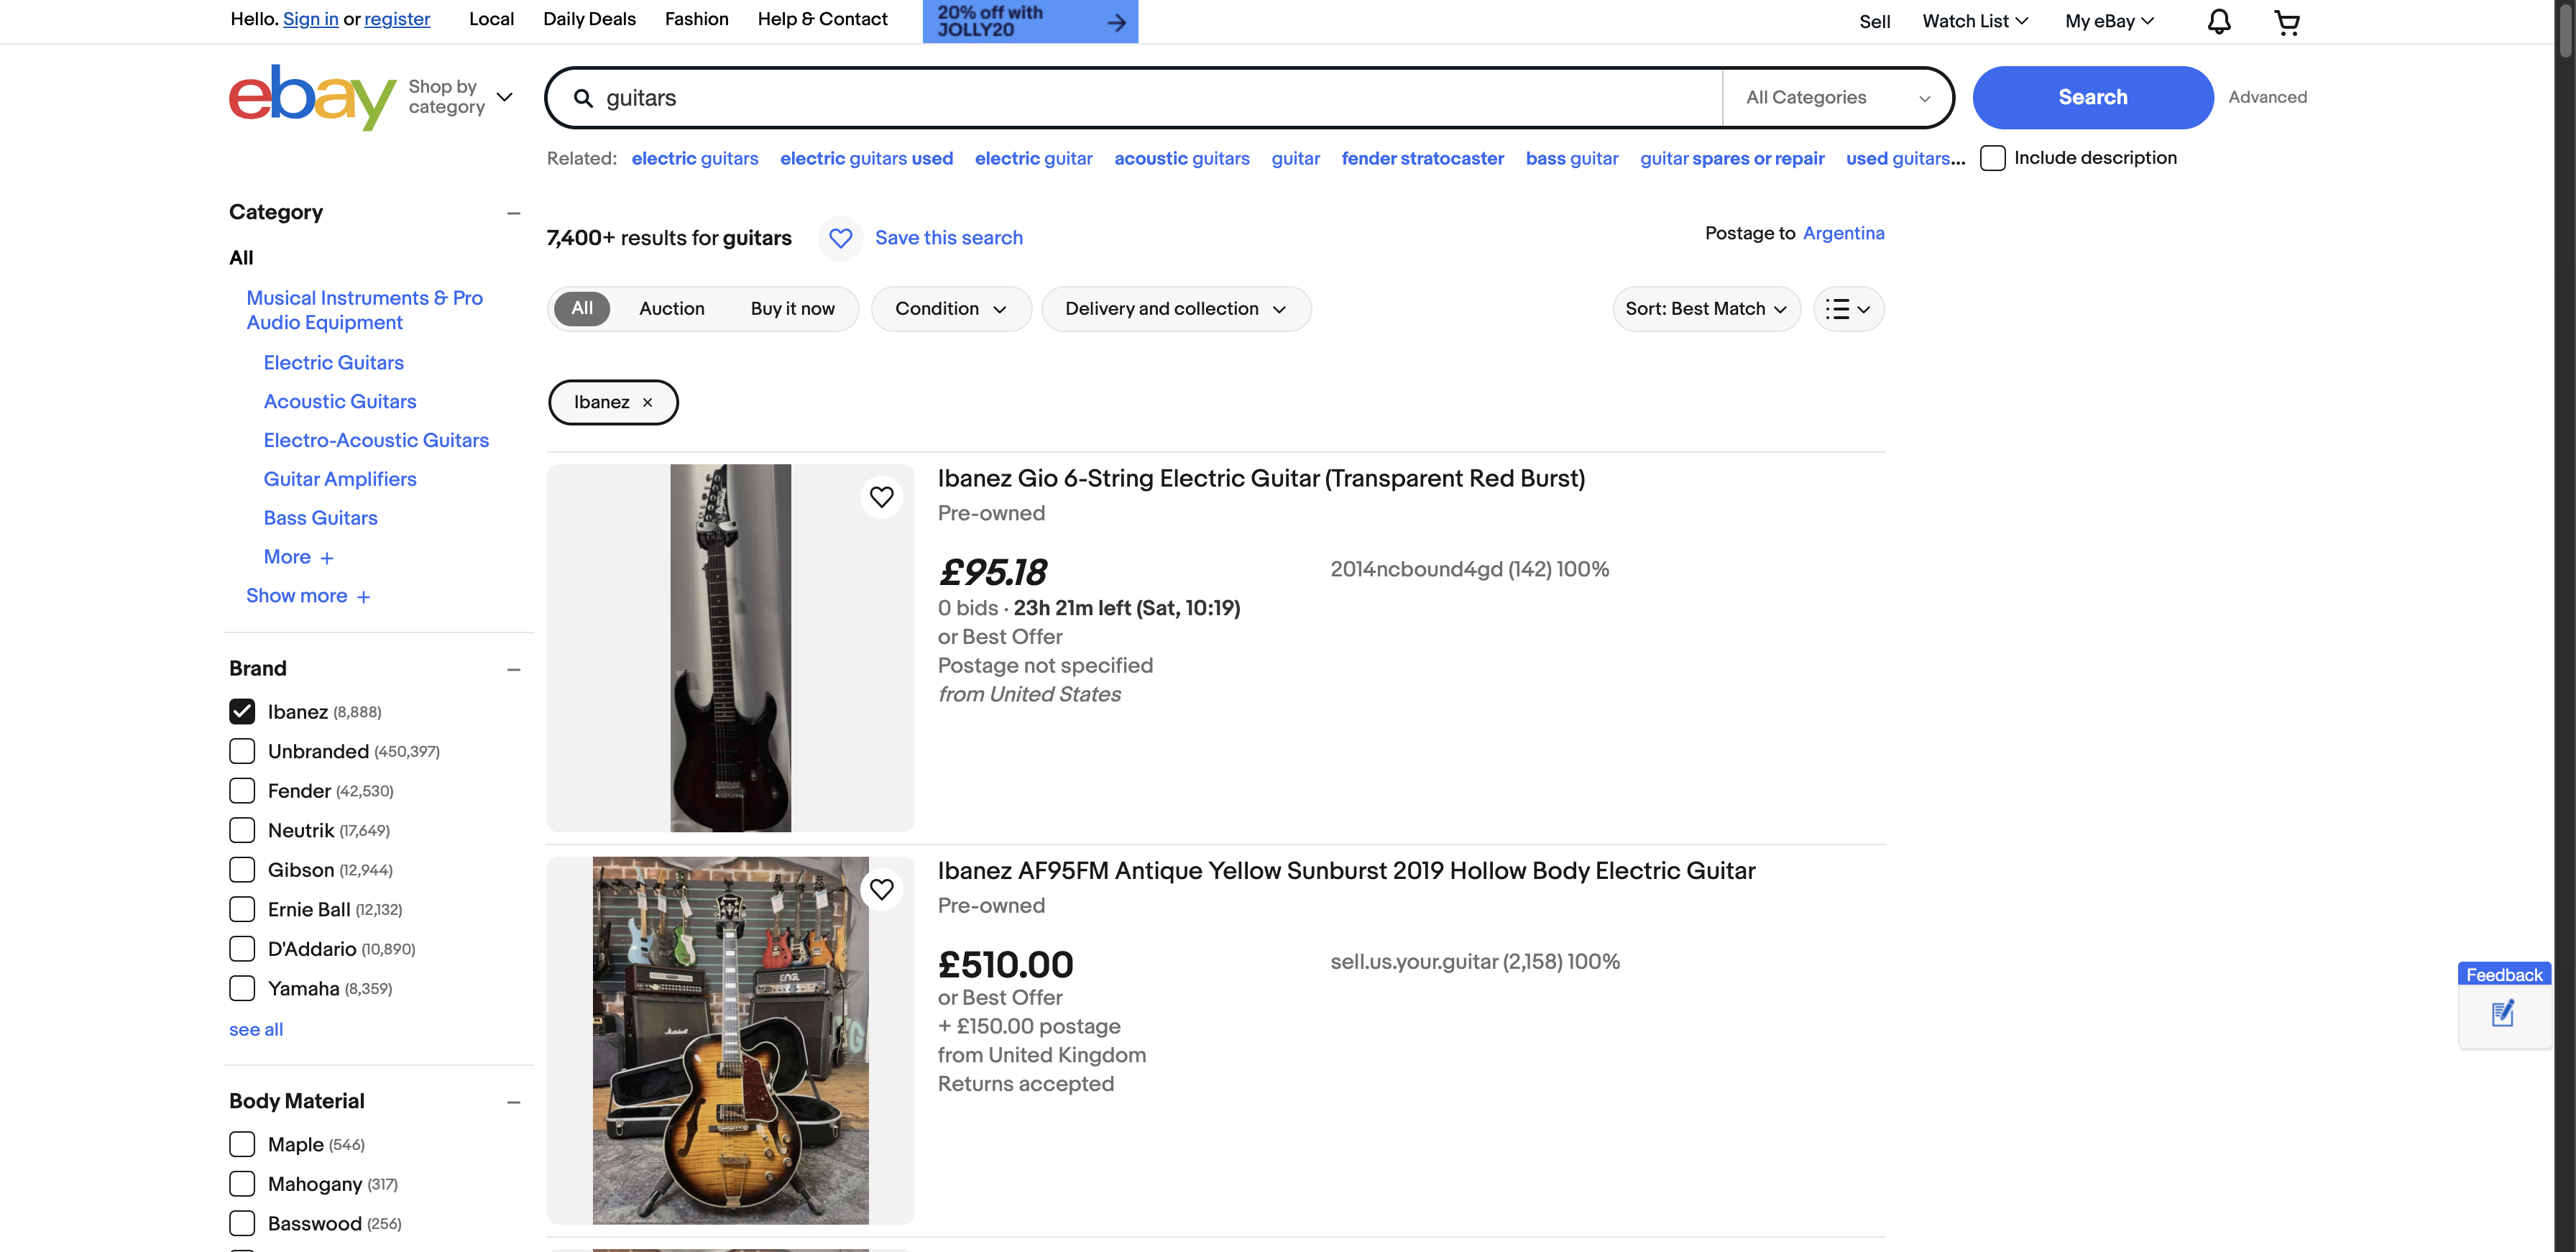 Hello. Sign in or register
Local
Daily Deals
Fashion
Help & Contact
20% off with
JOLLY20
Sell
Watch List
My eBay
ebay
Shop by
category
guitars
All Categories
Search
Advanced
Related: electric guitars electric guitars used electric guitar acoustic guitars guitar fender stratocaster bass guitar guitar spares or repair used guitars...
Include description
Category
All
Musical Instruments & Pro
Audio Equipment
Electric Guitars
Acoustic Guitars
Electro-Acoustic Guitars
Guitar Amplifiers
Bass Guitars
More +
Show more +
Brand
Ibanez (8,888)
Unbranded (450,397)
Fender (42,530)
Neutrik (17,649)
Gibson (12,944)
Ernie Ball (12,132)
D'Addario (10,890)
Yamaha (8,359)
see all
Body Material
Maple (546)
Mahogany (317)
Basswood (256)
7,400+ results for guitars
Save this search
Postage to Argentina
All
Auction
Buy it now
Condition
Delivery and collection
Sort: Best Match
Ibanez ×
Ibanez Gio 6-String Electric Guitar (Transparent Red Burst)
Pre-owned
£95.18
2014ncbound4gd (142) 100%
0 bids · 23h 21m left (Sat, 10:19)
or Best Offer
Postage not specified
from United States
Ibanez AF95FM Antique Yellow Sunburst 2019 Hollow Body Electric Guitar
Pre-owned
£510.00
sell.us.your.guitar (2,158) 100%
or Best Offer
+ £150.00 postage
from United Kingdom
Returns accepted
ENGL
Marshall
Feedback